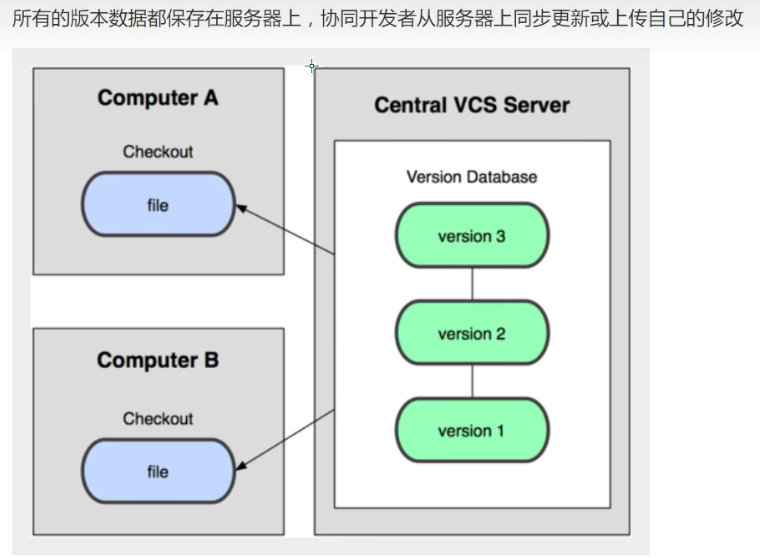 所有的版本数据都保存在服务器上，协同开发者从服务器上同步更新或上传自己的修改
Computer A
Checkout
file
Central VCS Server
Version Database
version 3
version 2
version 1
Computer B
Checkout
file